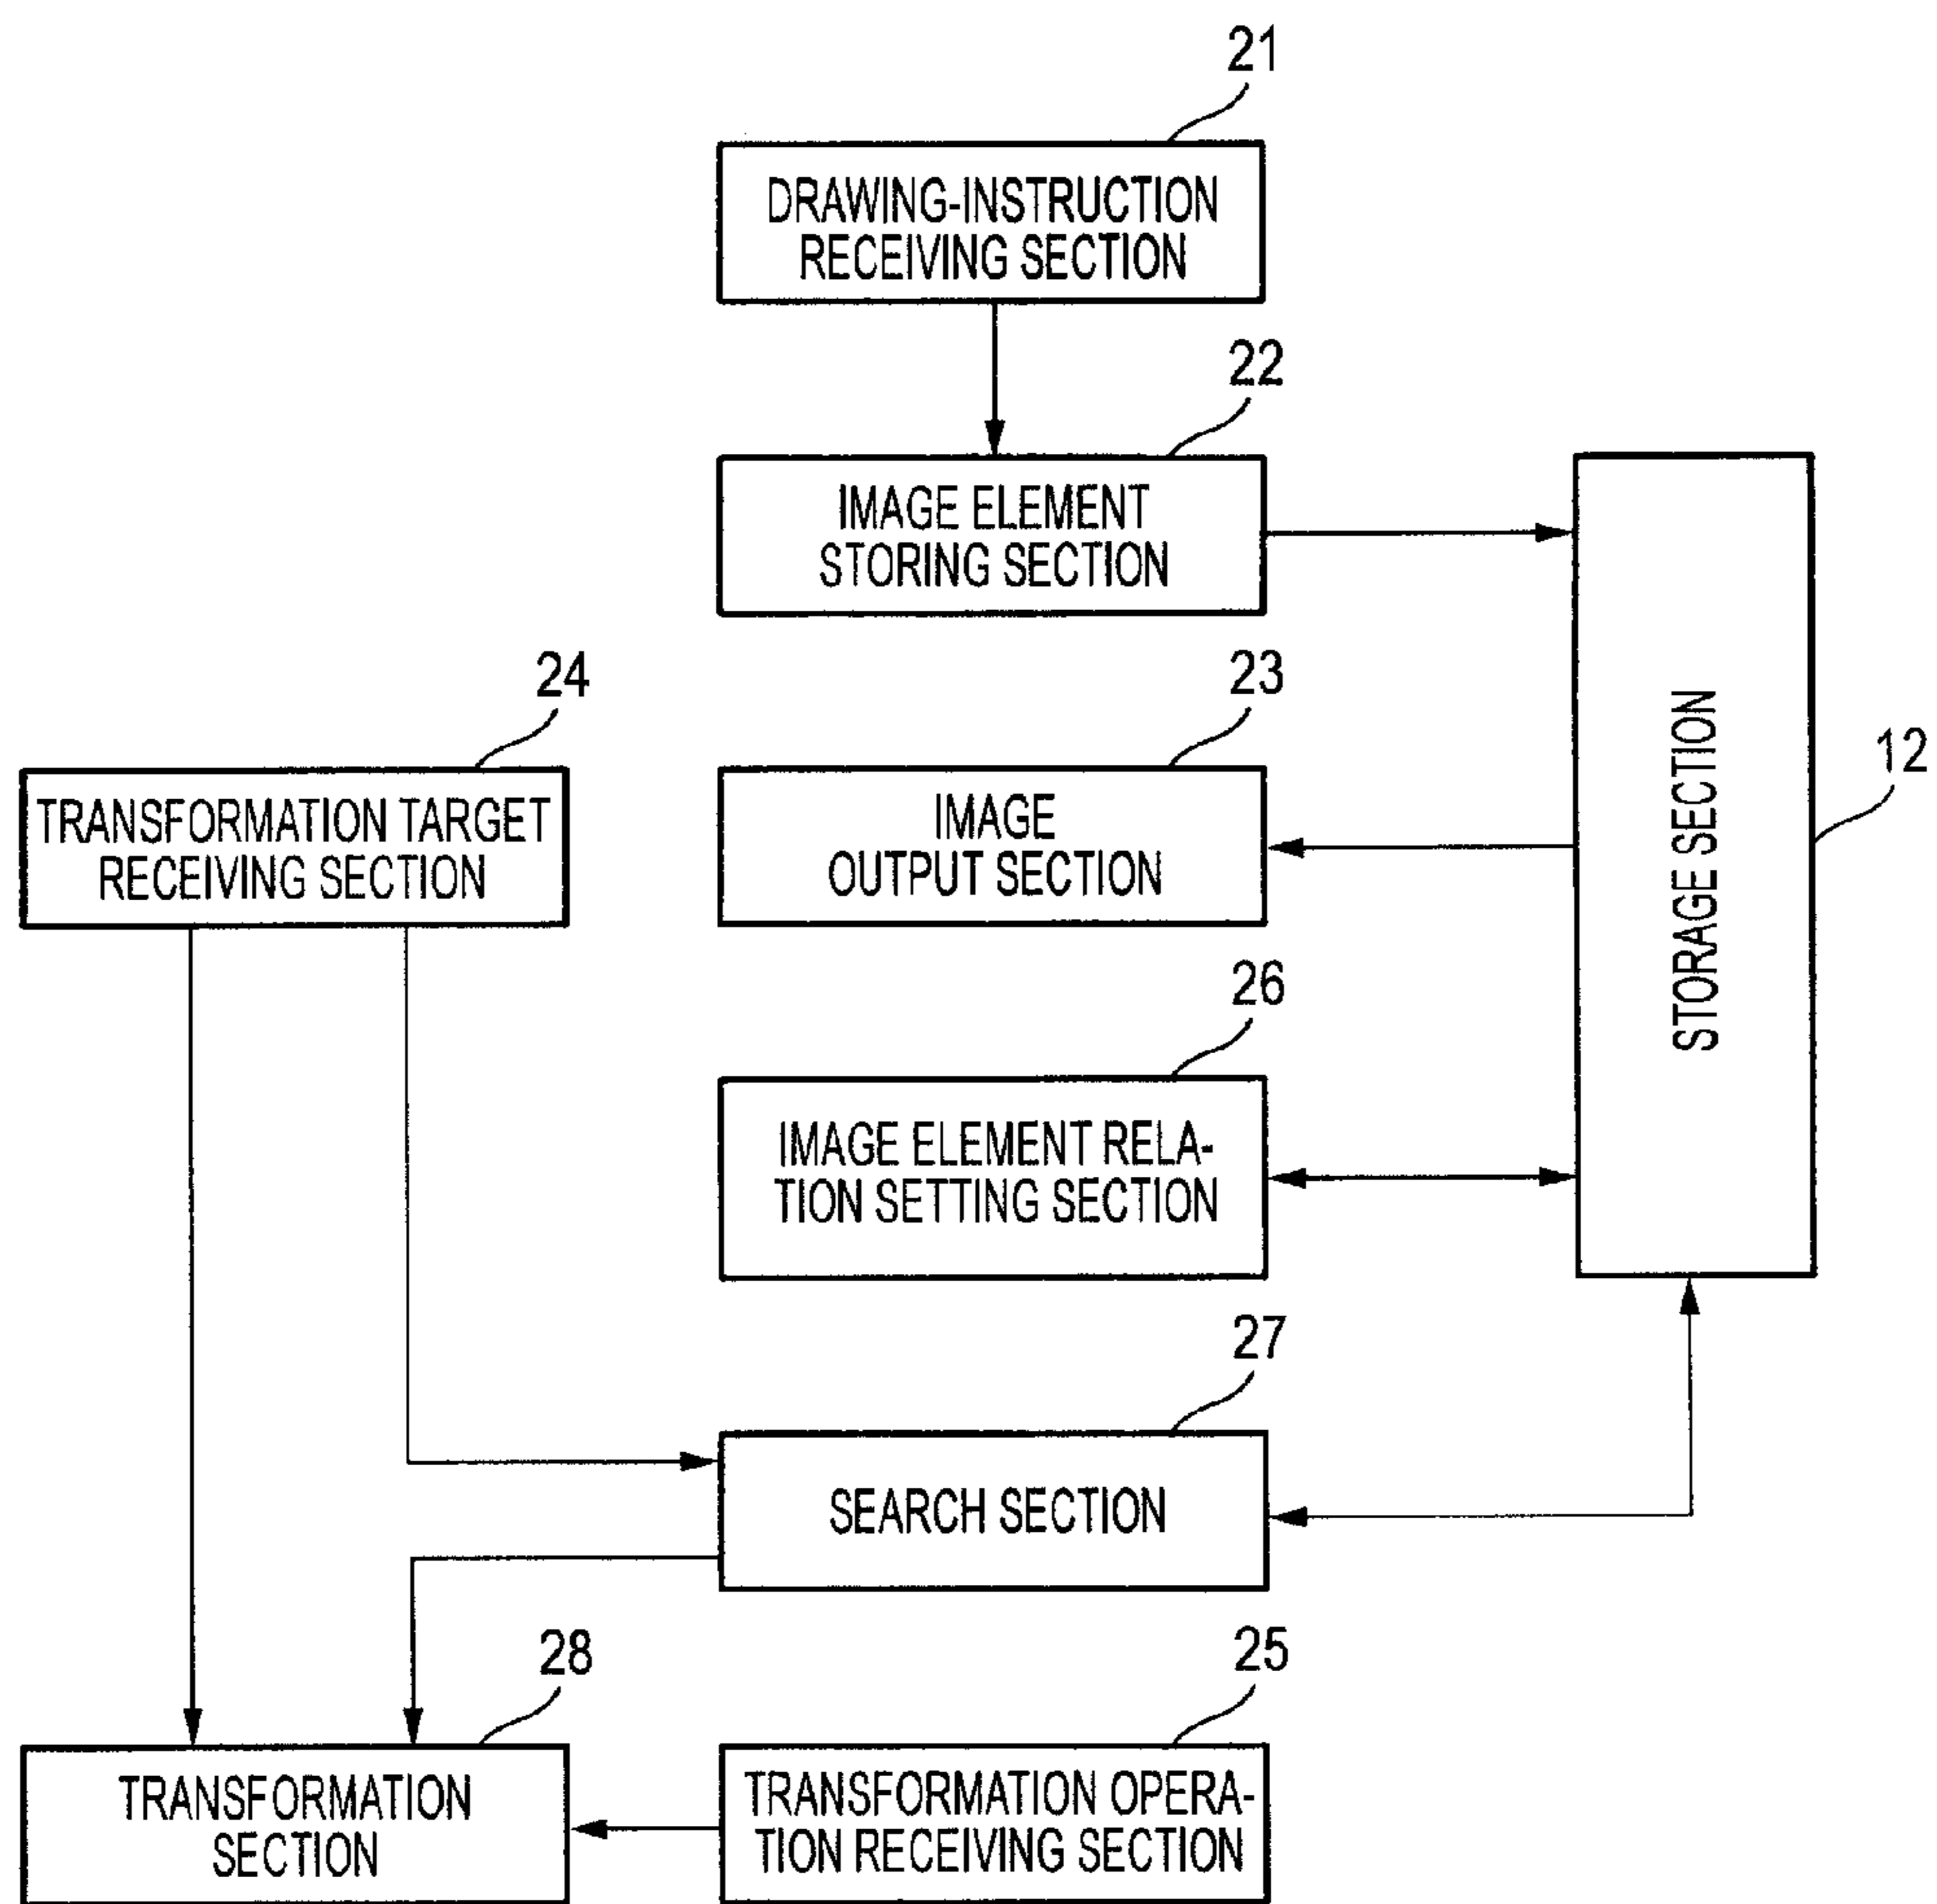 21
DRAWING-INSTRUCTION
RECEIVING SECTION
22
IMAGE ELEMENT
STORING SECTION
24
TRANSFORMATION TARGET
RECEIVING SECTION
23
IMAGE
OUTPUT SECTION
STORAGE SECTION
12
26
IMAGE ELEMENT RELA-
TION SETTING SECTION
27
SEARCH SECTION
28
TRANSFORMATION
SECTION
25
TRANSFORMATION OPERA-
TION RECEIVING SECTION